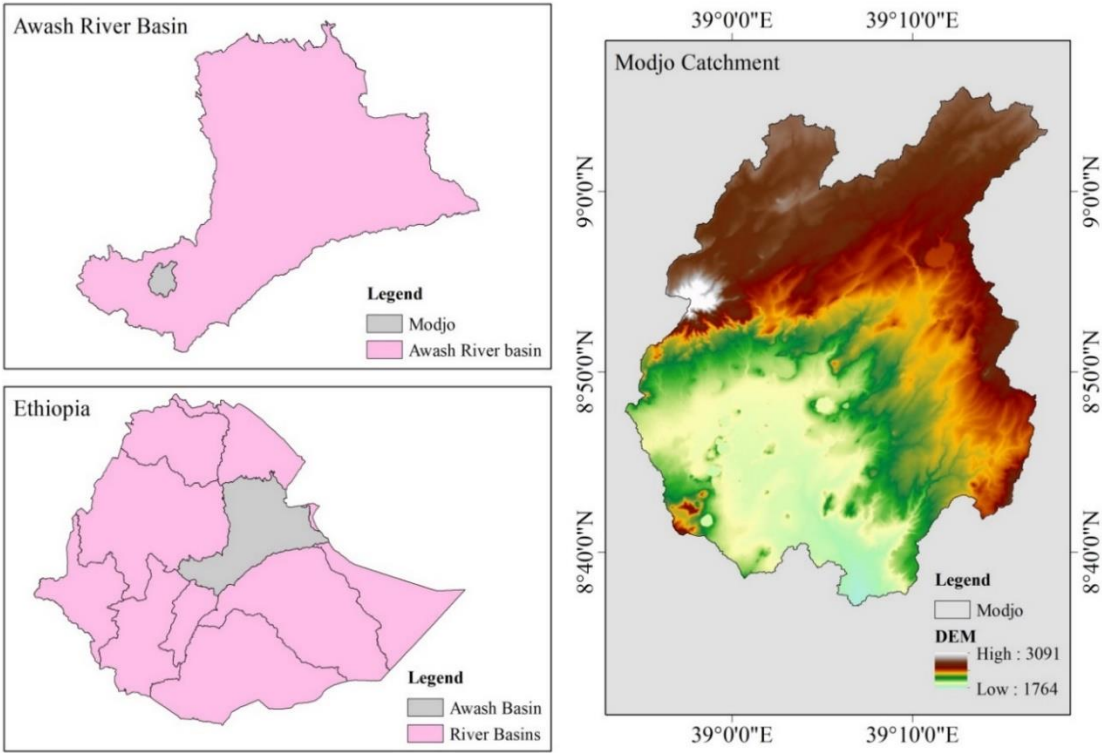 Awash River Basin
Legend
Modjo
Awash River basin
Ethiopia
Legend
Awash Basin
River Basins
39°0'0"E 39°10'0"E
Modjo Catchment
9°0'0"N 9°0'0"N
8°50'0"N 8°50'0"N
8°40'0"N 8°40'0"N
Legend
Modjo
DEM
High : 3091
Low : 1764
39°0'0"E 39°10'0"E